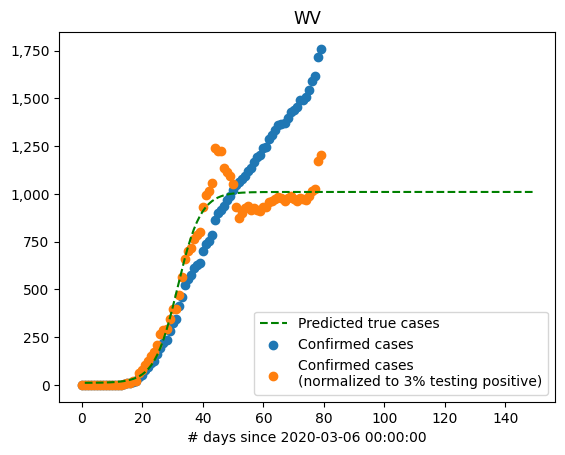 WV
1,750
1,500
1,250
1,000
750
500
250
0
Predicted true cases
Confirmed cases
Confirmed cases
(normalized to 3% testing positive)
0 20 40 60 80 100 120 140
# days since 2020-03-06 00:00:00